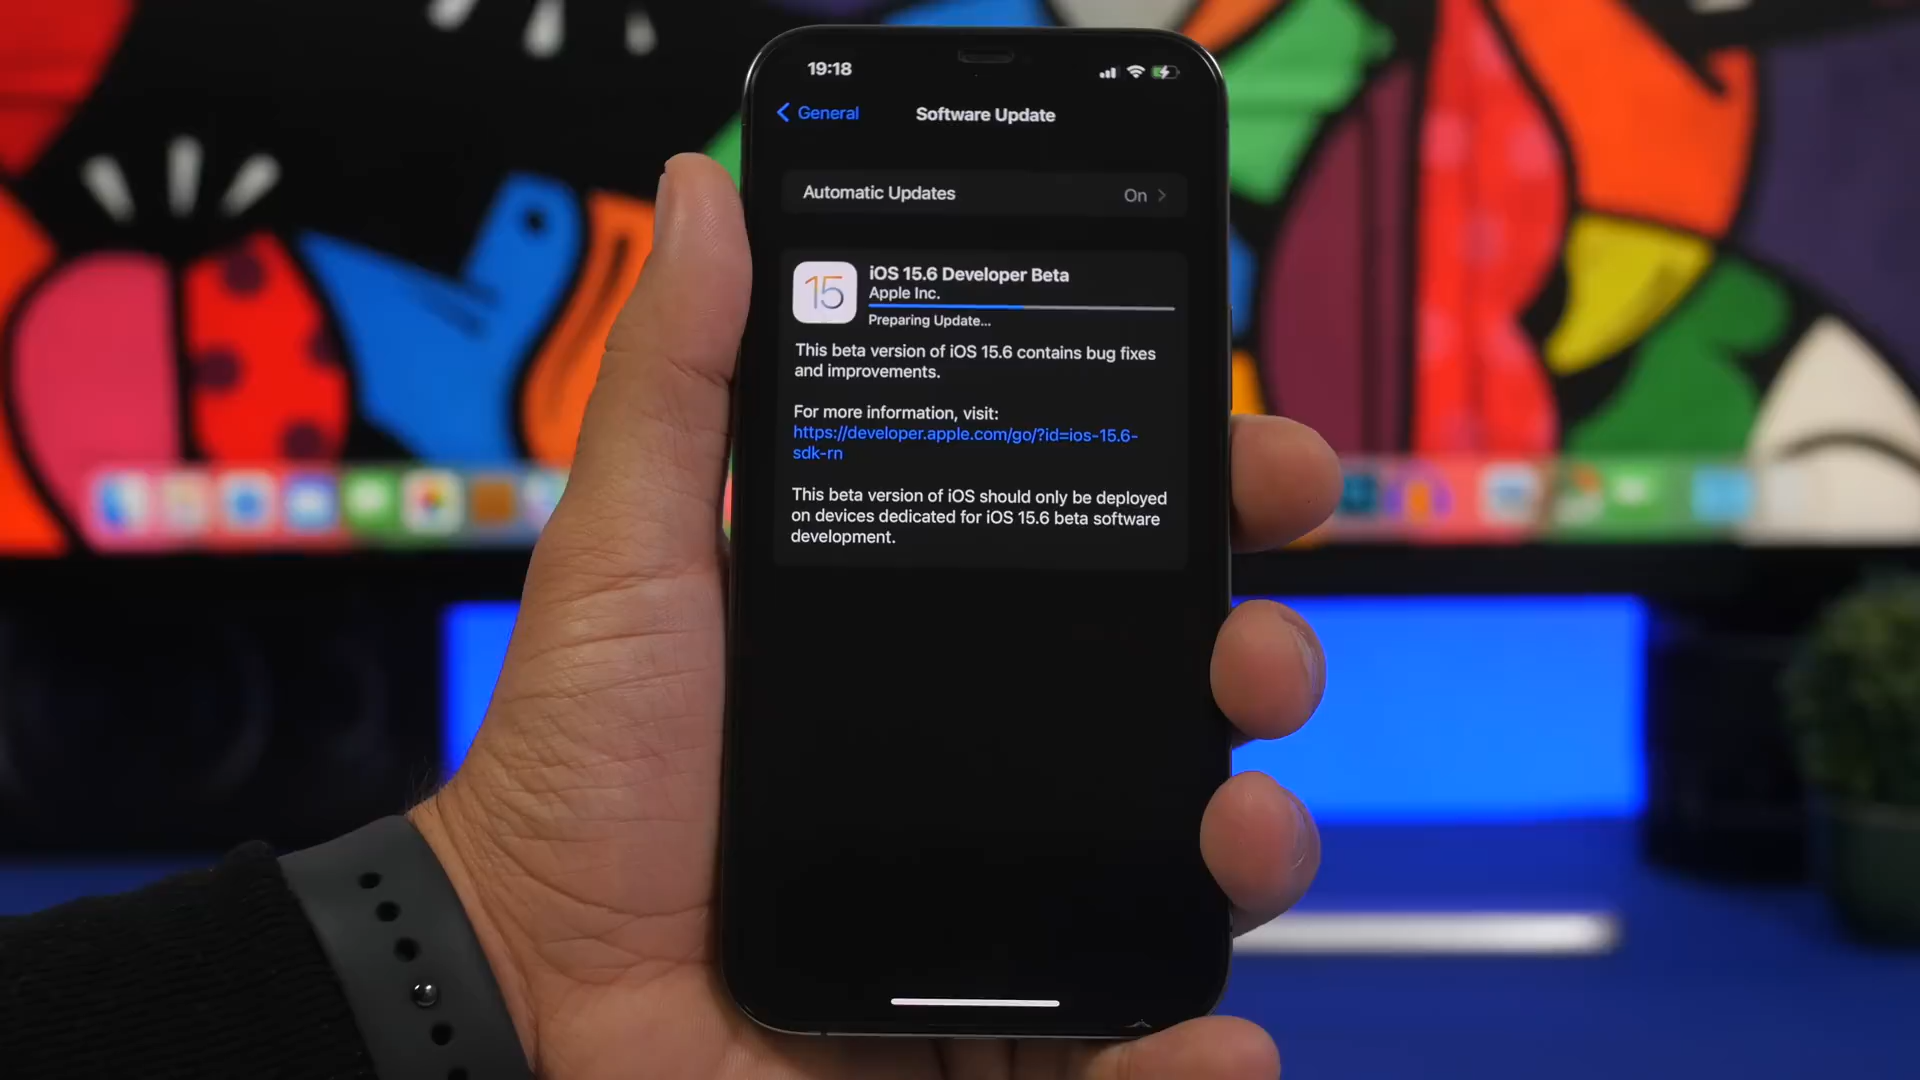 19:18
General
Software Update
Automatic Updates
On
15
iOS 15.6 Developer Beta
Apple Inc.
Preparing Update...
This beta version of iOS 15.6 contains bug fixes
and improvements.
For more information, visit:
https://developer.apple.com/go/?id=ios-15.6-
sdk-rn
This beta version of iOS should only be deployed
on devices dedicated for iOS 15.6 beta software
development.